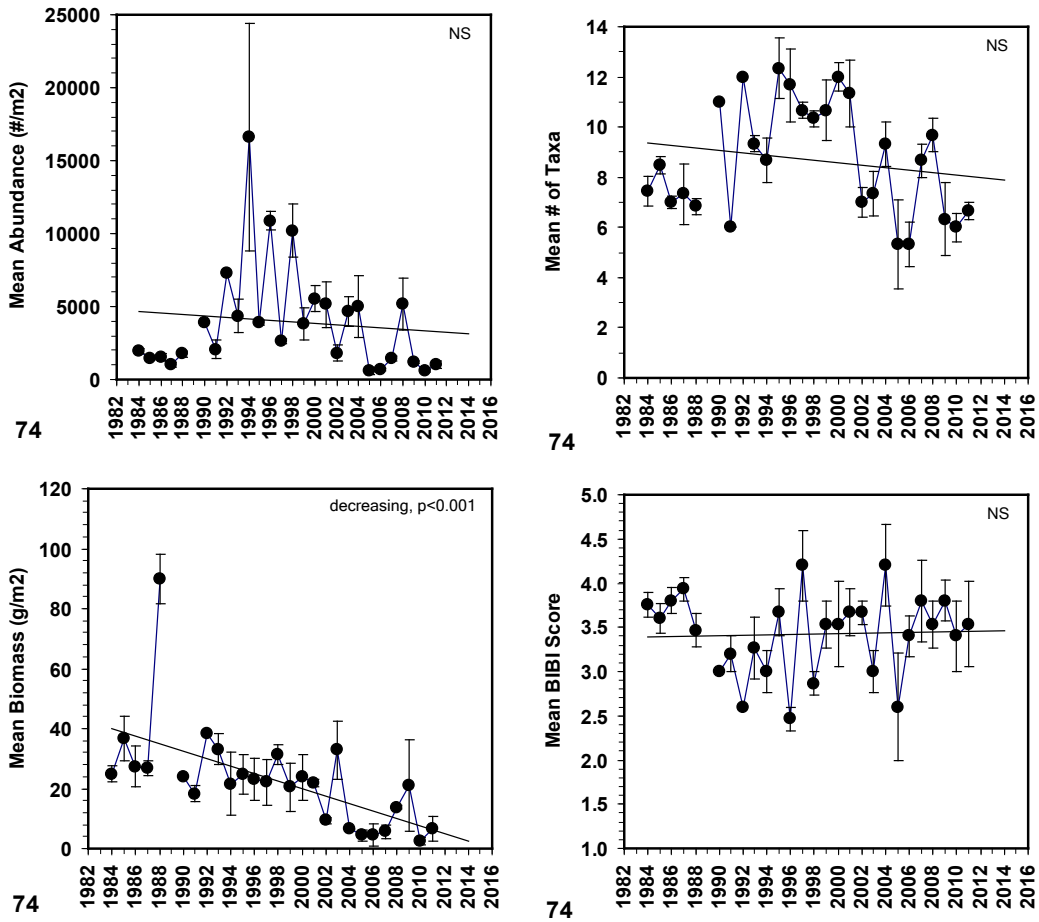 25000
20000
15000
10000
5000
0
Mean Abundance (#/m2)
NS
1982 1984 1986 1988 1990 1992 1994 1996 1998 2000 2002 2004 2006 2008 2010 2012 2014 2016
74
14
12
10
8
6
4
2
0
Mean # of Taxa
NS
1982 1984 1986 1988 1990 1992 1994 1996 1998 2000 2002 2004 2006 2008 2010 2012 2014 2016
74
120
100
80
60
40
20
0
Mean Biomass (g/m2)
decreasing, p<0.001
1982 1984 1986 1988 1990 1992 1994 1996 1998 2000 2002 2004 2006 2008 2010 2012 2014 2016
74
5.0
4.5
4.0
3.5
3.0
2.5
2.0
1.5
1.0
Mean BIBI Score
NS
1982 1984 1986 1988 1990 1992 1994 1996 1998 2000 2002 2004 2006 2008 2010 2012 2014 2016
74